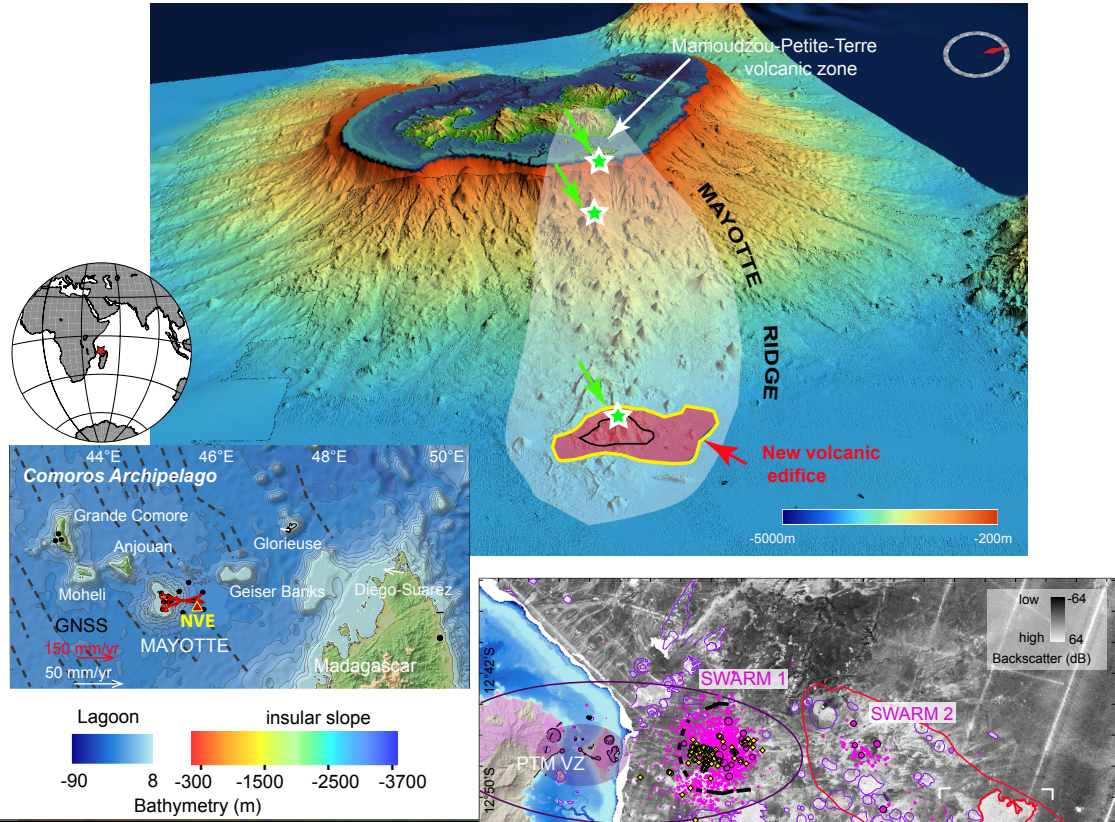 Mamoudzou-Petite-Terre
volcanic zone
MAYOTTE
RIDGE
New volcanic
edifice
-5000m
-200m
44°E
46°E
48°E
50°E
Comoros Archipelago
Grande Comore
Anjouan
Glorieuse
Moheli
Geiser Banks
Diego-Suarez
NVE
GNSS
MAYOTTE
150 mm/yr
50 mm/yr
Madagascar
Lagoon
insular slope
-90
8
-300
-1500
-2500
-3700
Bathymetry (m)
low
-64
high
64
Backscatter (dB)
12°42'S
SWARM 1
SWARM 2
PTM VZ
12°50'S